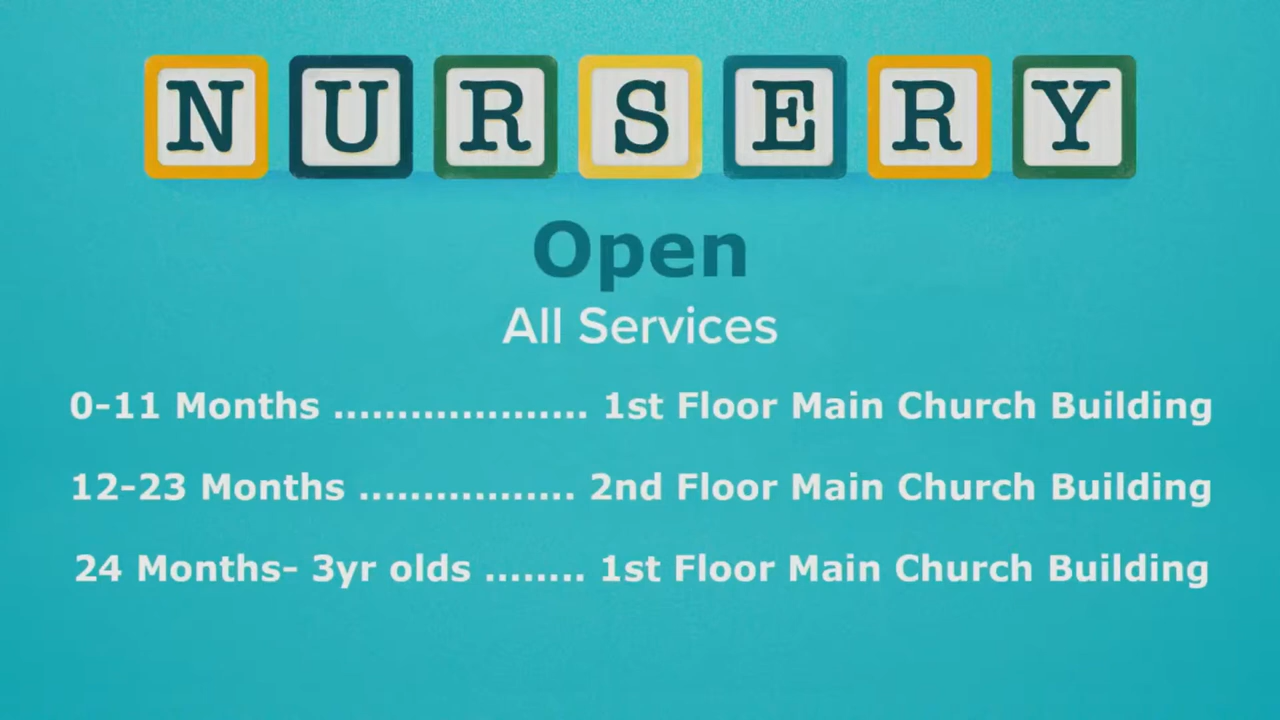 NURSERY
Open
All Services
0-11 Months .................... 1st Floor Main Church Building
12-23 Months ................. 2nd Floor Main Church Building
24 Months- 3yr olds ........ 1st Floor Main Church Building